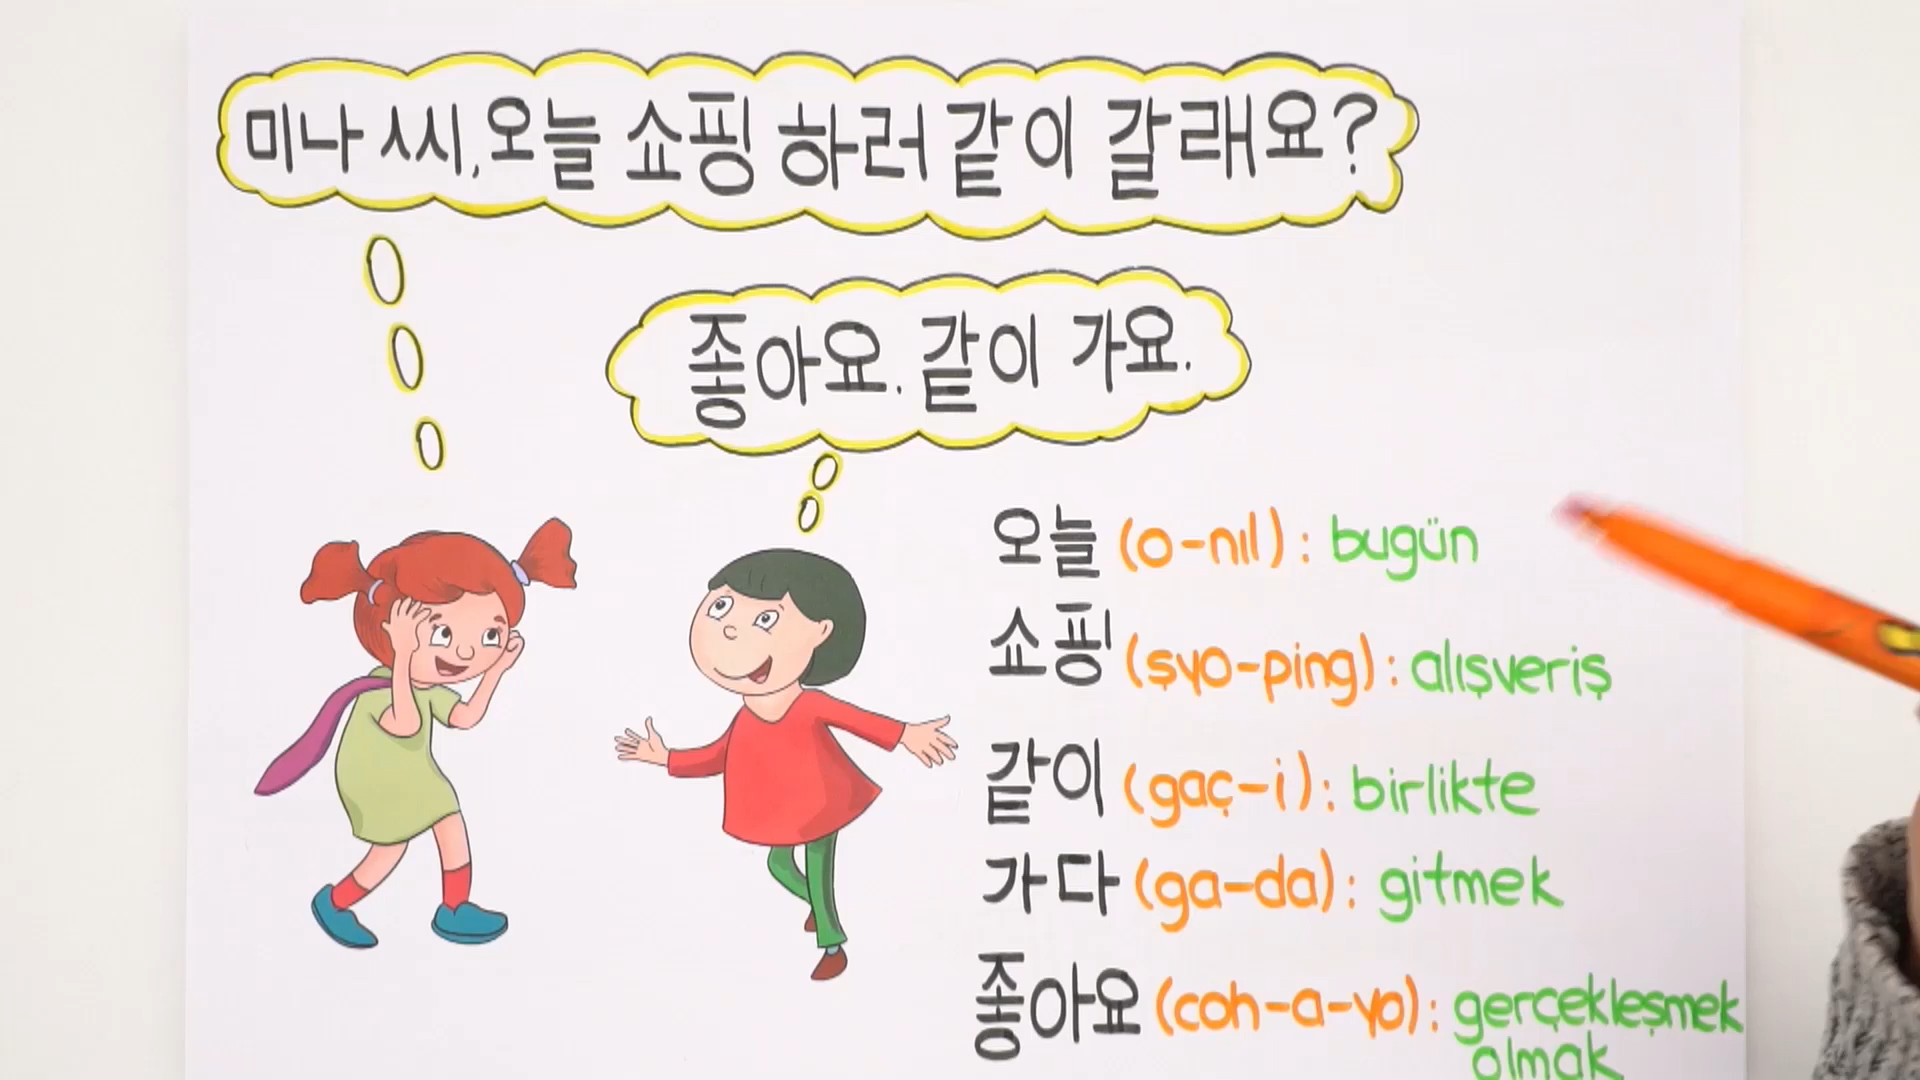 미나 씨, 오늘 쇼핑 하러 같이 갈래요?
좋아요. 같이 가요.
오늘 (o-nıl) : bugün
쇼핑 (şyo-ping) : alışveriş
같이 (gaç-i) : birlikte
가다 (ga-da) : gitmek
좋아요 (coh-a-yo) : gerçekleşmek
olmak